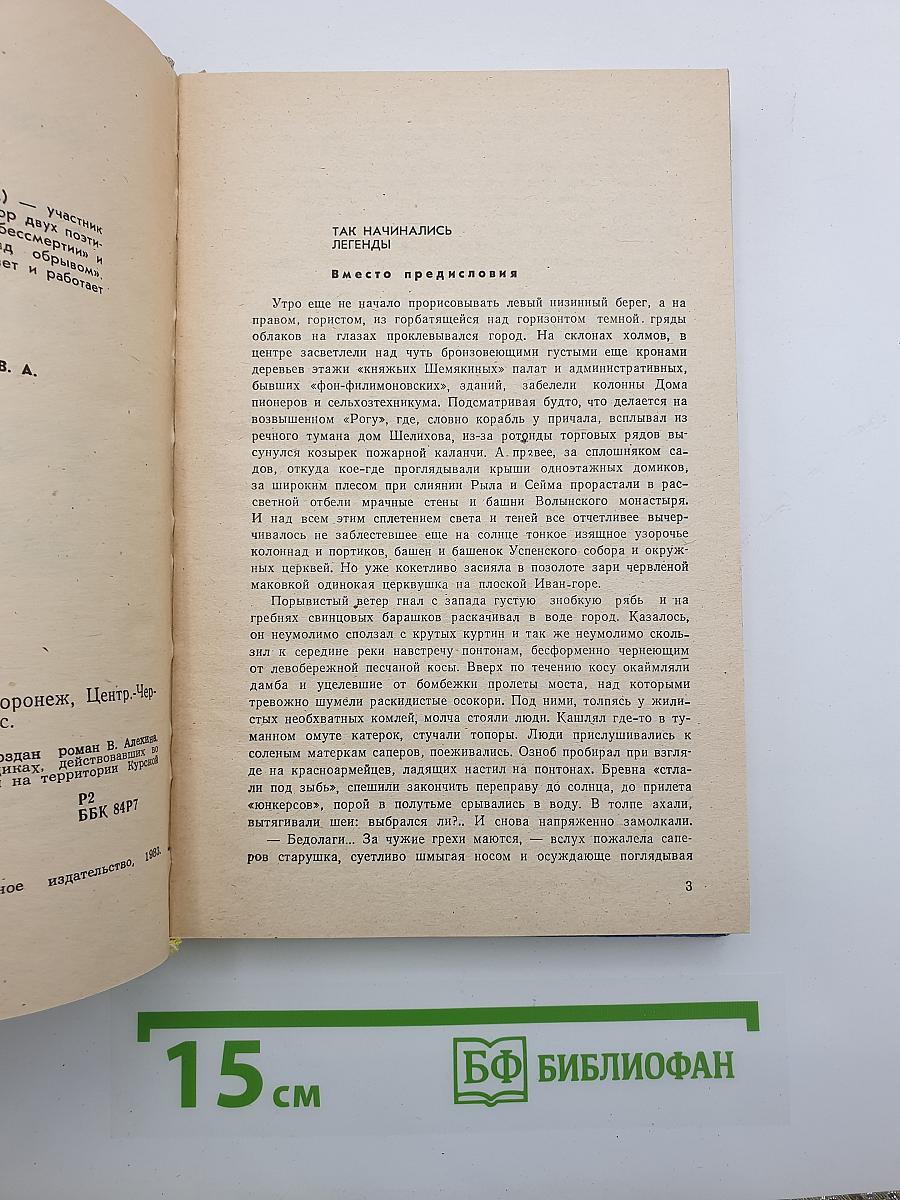 ) — участник
ор двух поэти-
бессмертии» и
ад обрывом».
вет и работает
В. А.
оронеж, Центр.-Чер-
с.
оздан роман В. Алехина
диках, действовавших во
и на территории Курской
Р2
ББК 84Р7
ное издательство, 1983.
ТАК НАЧИНАЛИСЬ
ЛЕГЕНДЫ
Вместо предисловия
Утро еще не начало прорисовывать левый низинный берег, а на
правом, гористом, из горбатящейся над горизонтом темной гряды
облаков на глазах проклевывался город. На склонах холмов, в
центре засветлели над чуть бронзовеющими густыми еще кронами
деревьев этажи «княжьих Шемякиных» палат и административных,
бывших «фон-филимоновских», зданий, забелели колонны Дома
пионеров и сельхозтехникума. Подсматривая будто, что делается на
возвышенном «Рогу», где, словно корабль у причала, всплывал из
речного тумана дом Шелихова, из-за ротонды торговых рядов вы-
сунулся козырек пожарной каланчи. А правее, за сплошняком са-
дов, откуда кое-где проглядывали крыши одноэтажных домиков,
за широким плесом при слиянии Рыла и Сейма прорастали в рас-
светной отбели мрачные стены и башни Волынского монастыря.
И над всем этим сплетением света и теней все отчетливее вычер-
чивалось не заблестевшее еще на солнце тонкое изящное узорочье
колоннад и портиков, башен и башенок Успенского собора и окруж-
ных церквей. Но уже кокетливо засияла в позолоте зари червлёной
маковкой одинокая церквушка на плоской Иван-горе.
Порывистый ветер гнал с запада густую знобкую рябь и на
гребнях свинцовых барашков раскачивал в воде город. Казалось,
он неумолимо сползал с крутых куртин и так же неумолимо сколь-
зил к середине реки навстречу понтонам, бесформенно чернеющим
от левобережной песчаной косы. Вверх по течению косу окаймляли
дамба и уцелевшие от бомбежки пролеты моста, над которыми
тревожно шумели раскидистые осокори. Под ними, толпясь у жили-
стых необхватных комлей, молча стояли люди. Кашлял где-то в ту-
манном омуте катерок, стучали топоры. Люди прислушивались к
соленым матеркам саперов, поеживались. Озноб пробирал при взгля-
де на красноармейцев, ладящих настил на понтонах. Бревна «стла-
ли под зыбь», спешили закончить переправу до солнца, до прилета
«юнкерсов», порой в полутьме срывались в воду. В толпе ахали,
вытягивали шеи: выбрался ли?.. И снова напряженно замолкали.
— Бедолаги... За чужие грехи маются, — вслух пожалела сапе-
ров старушка, суетливо шмыгая носом и осуждающе поглядывая
3
15 см
БФ БИБЛИОФАН